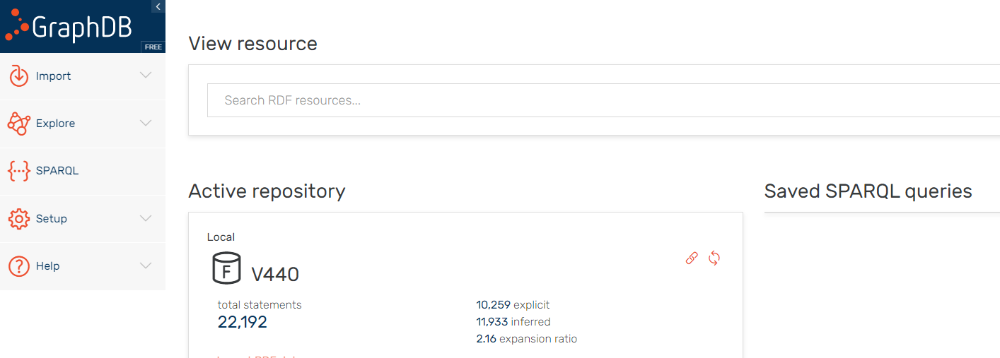 GraphDB
FREE
Import
Explore
SPARQL
Setup
Help
View resource
Search RDF resources...
Active repository
Local
F
V440
total statements
22,192
10,259 explicit
11,933 inferred
2.16 expansion ratio
Saved SPARQL queries